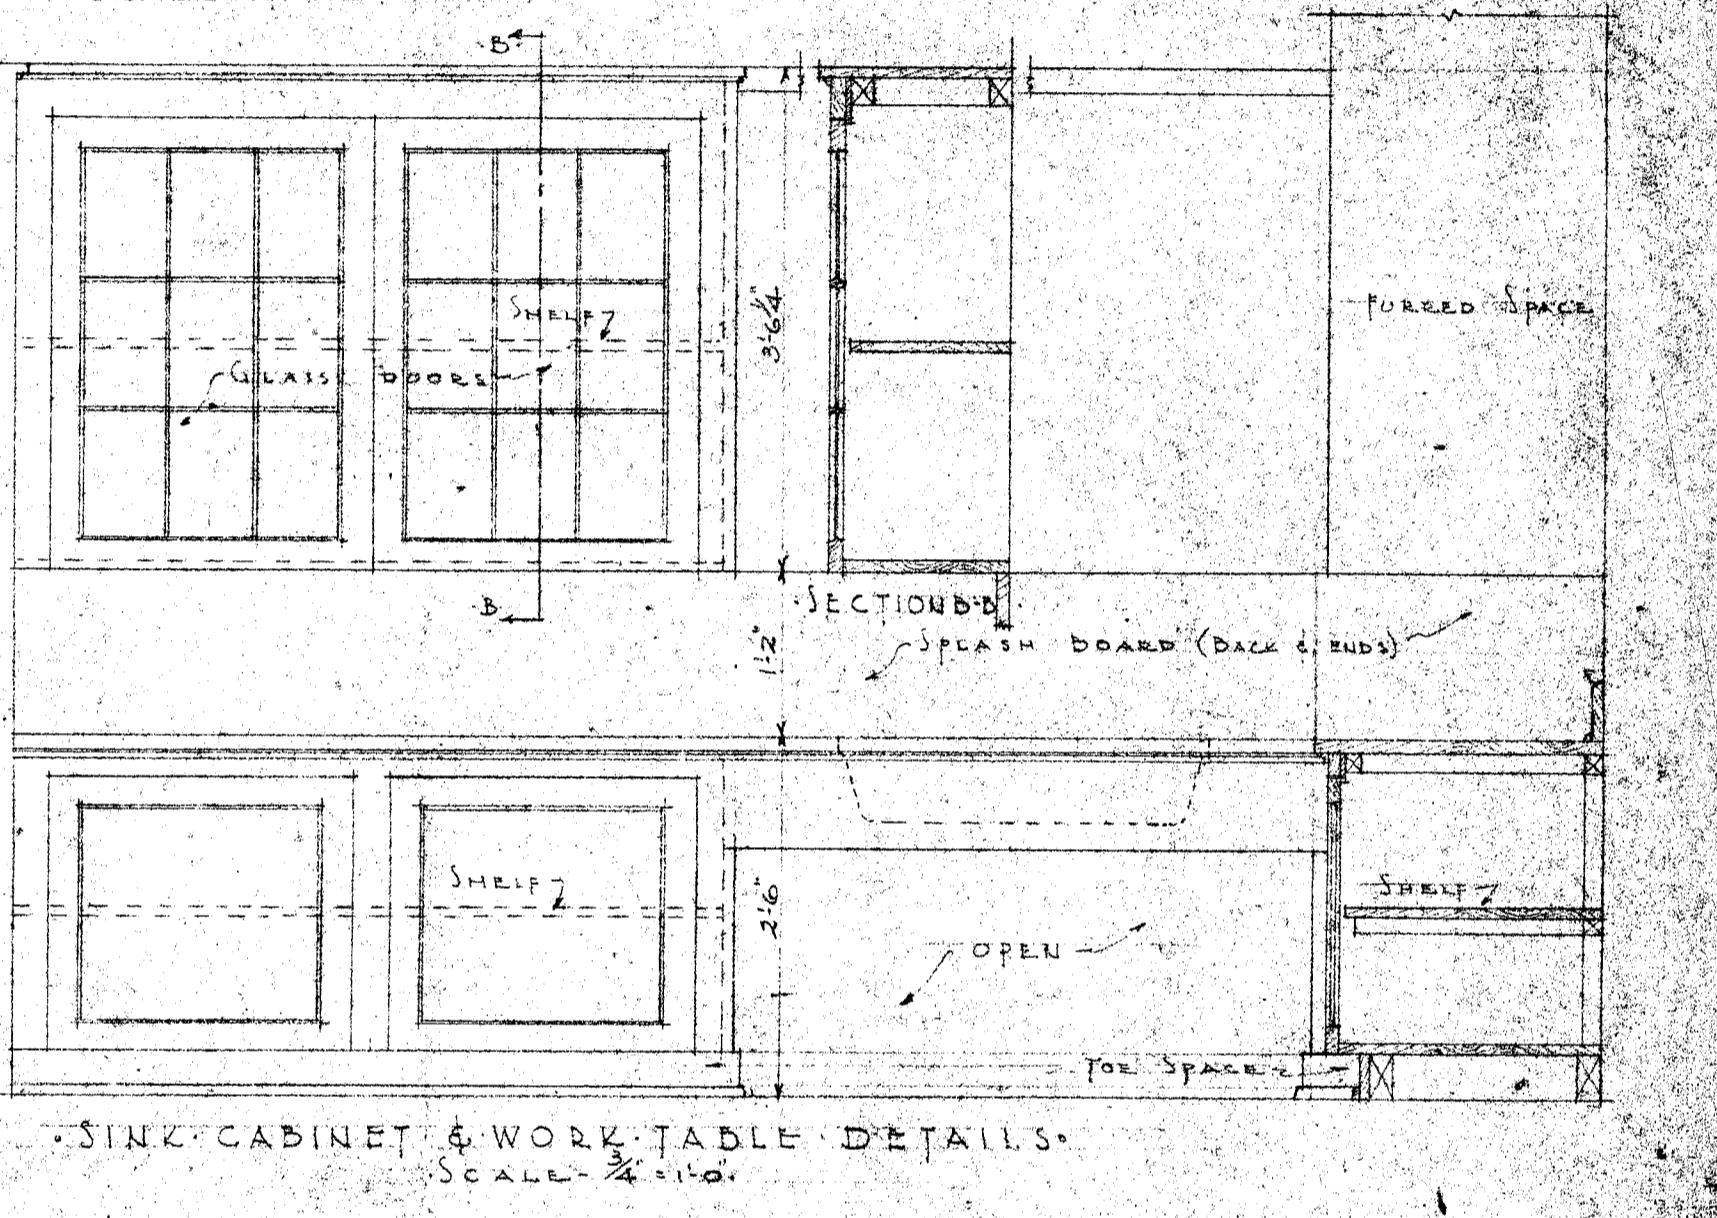 B
SHELF
GLASS DOORS
3'-6¼"
FURRED SPACE
B
·SECTION B-B·
SPLASH BOARD (BACK & ENDS)
1'-2"
SHELF
SHELF
2'-6"
OPEN
TOE SPACE
·SINK·CABINET·&·WORK·TABLE·DETAILS·
·SCALE-¾"=1'-0"·